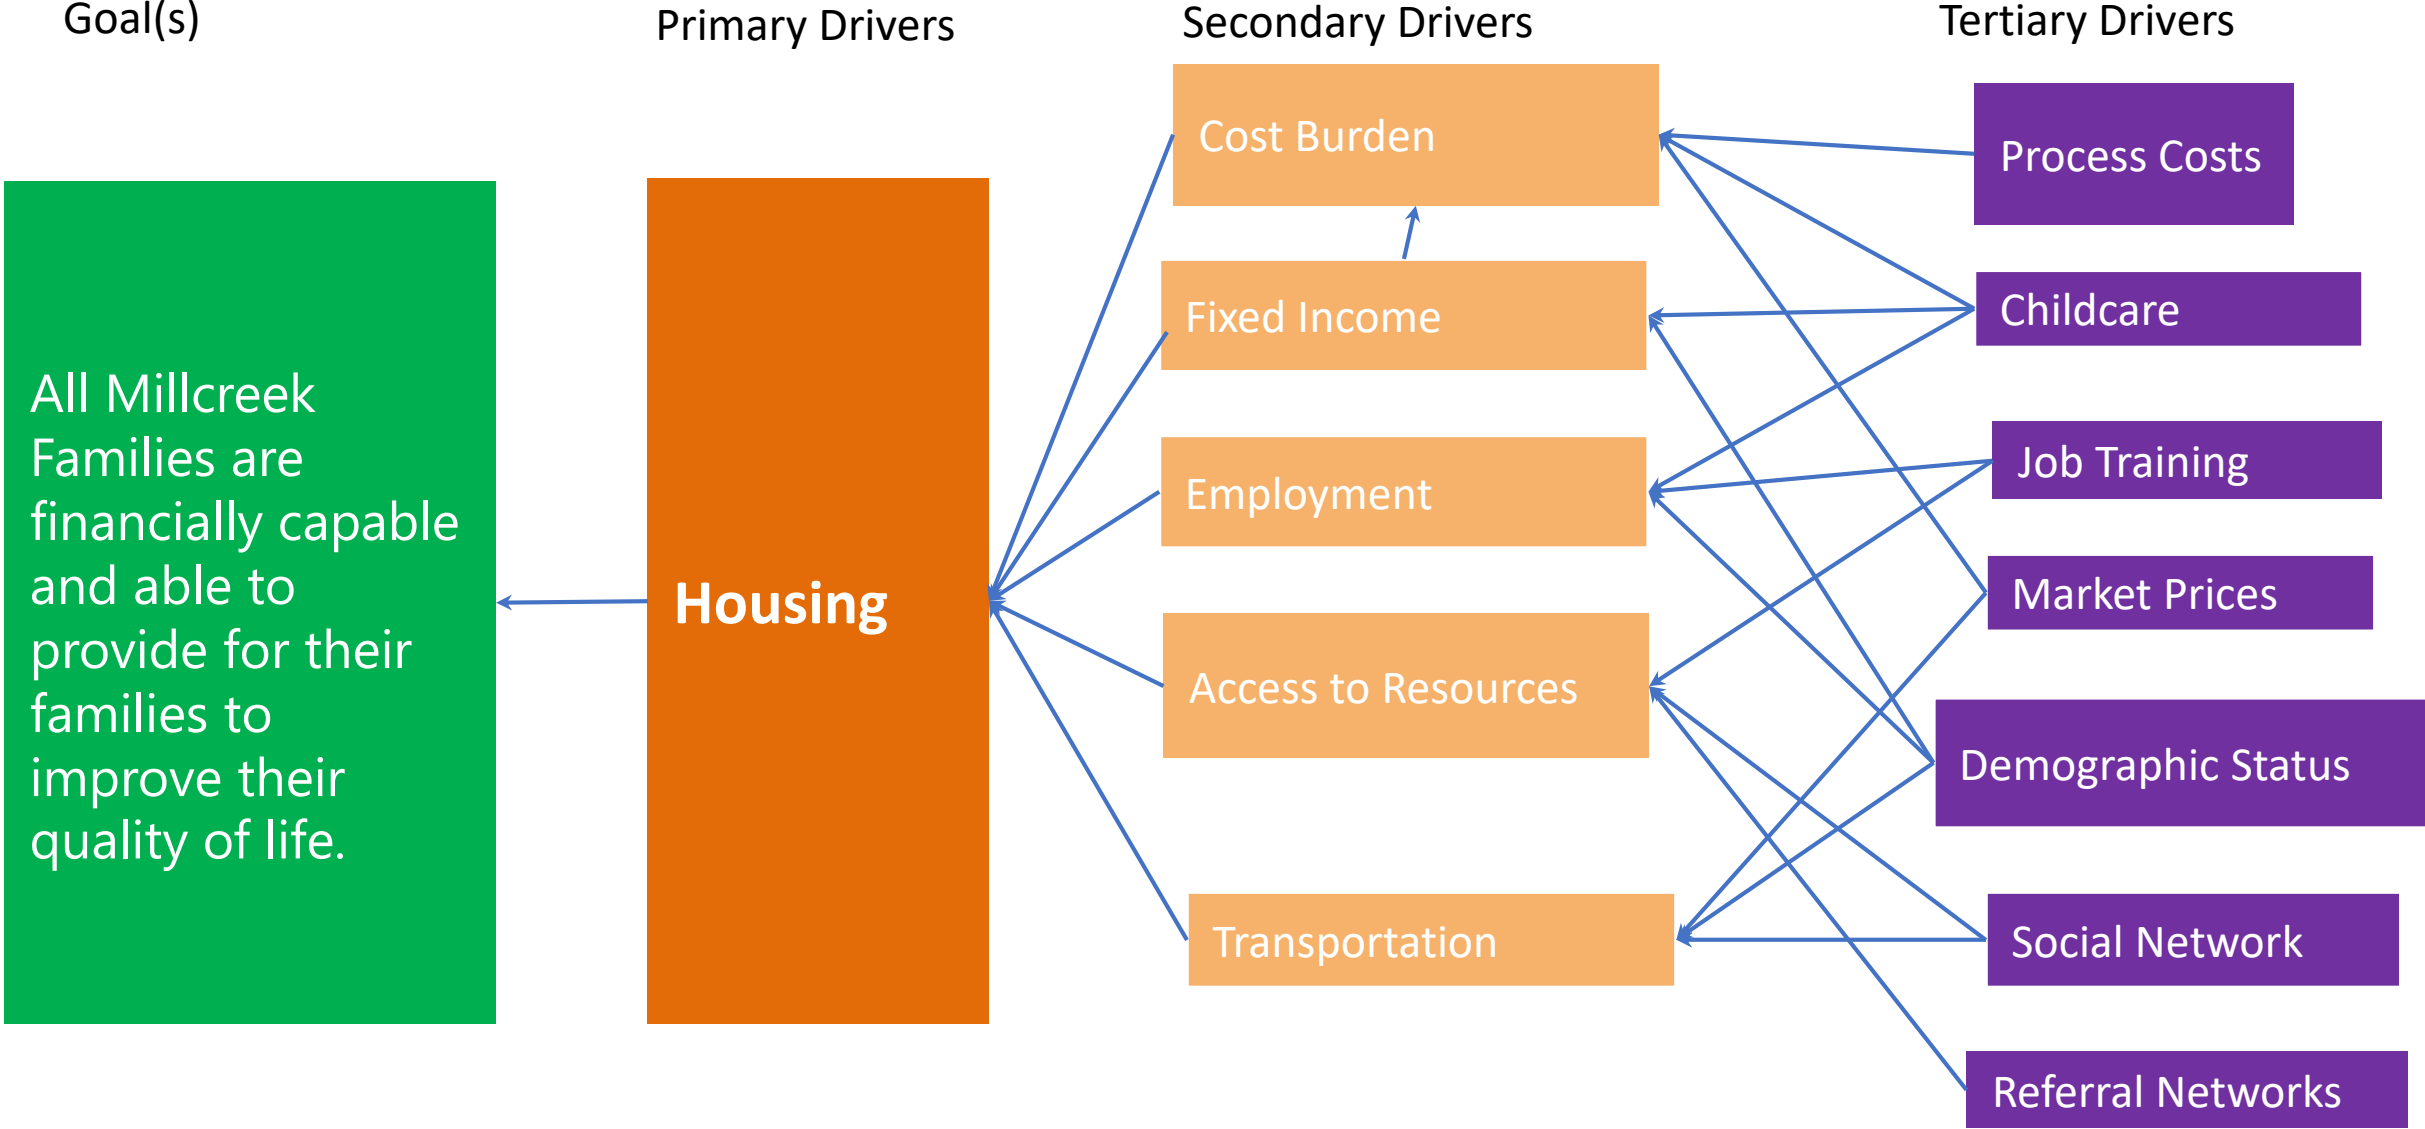 Goal(s)
Primary Drivers
Secondary Drivers
Tertiary Drivers
All Millcreek
Families are
financially capable
and able to
provide for their
families to
improve their
quality of life.
Housing
Cost Burden
Fixed Income
Employment
Access to Resources
Transportation
Process Costs
Childcare
Job Training
Market Prices
Demographic Status
Social Network
Referral Networks